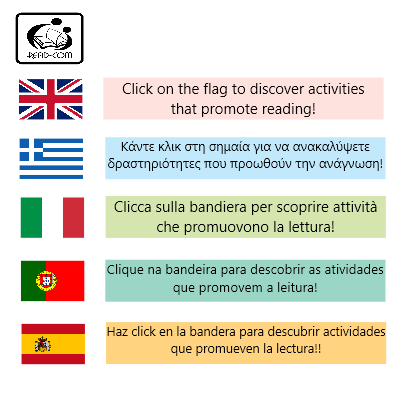 READ-COM
Click on the flag to discover activities
that promote reading!
Κάντε κλικ στη σημαία για να ανακαλύψετε
δραστηριότητες που προωθούν την ανάγνωση!
Clicca sulla bandiera per scoprire attività
che promuovono la lettura!
Clique na bandeira para descobrir as atividades
que promovem a leitura!
Haz click en la bandera para descubrir actividades
que promueven la lectura!!